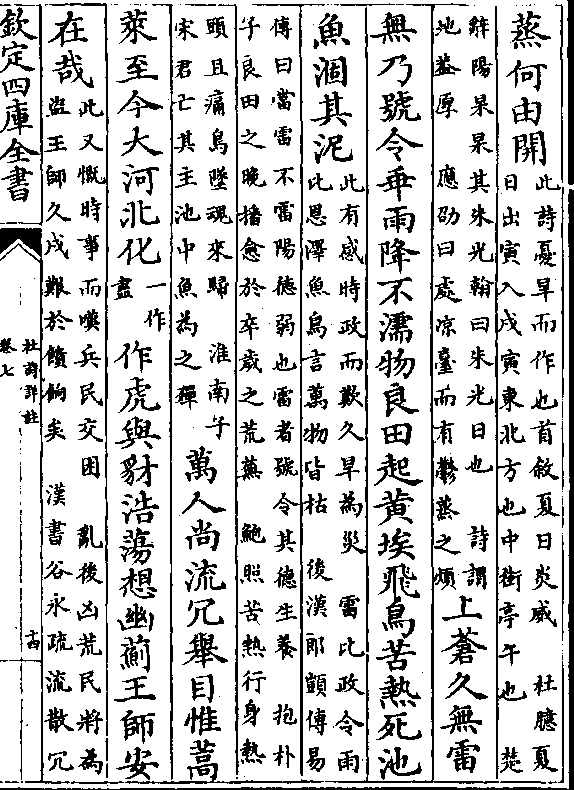 蒸何由開
此詩憂旱而作也首敘夏日炎威 杜臆夏
日出寅入戌寅東北方也中街亭午也 楚
辭陽杲杲其朱光翰曰朱光日也 詩謂
地蓋厚 應劭曰處凉臺而有鬱蒸之煩
上蒼久無雷
無乃號令乖雨降不濡物良田起黃埃飛鳥苦熱死池
魚涸其泥
此有感時政而歎久旱為災 雷比政令雨
比恩澤魚鳥言萬物皆枯 後漢郎顗傳易
傳曰當雷不雷陽德弱也雷者號令其德生養 抱朴
子良田之晚播愈於卒歲之荒蕪 鮑照苦熱行身熱
頭且痛鳥墜魂來歸 淮南子
宋君亡其主池中魚為之殫
萬人尚流冗舉目惟蒿
萊至今大河北化
一作
盡
作虎與豺浩蕩想幽薊王師安
在哉
此又慨時事而嘆兵民交困 亂後凶荒民將為
盜王師久戍艱於饋餉矣 漢書谷永疏流散冗
欽定四庫全書
杜詩詳註
卷七
十四